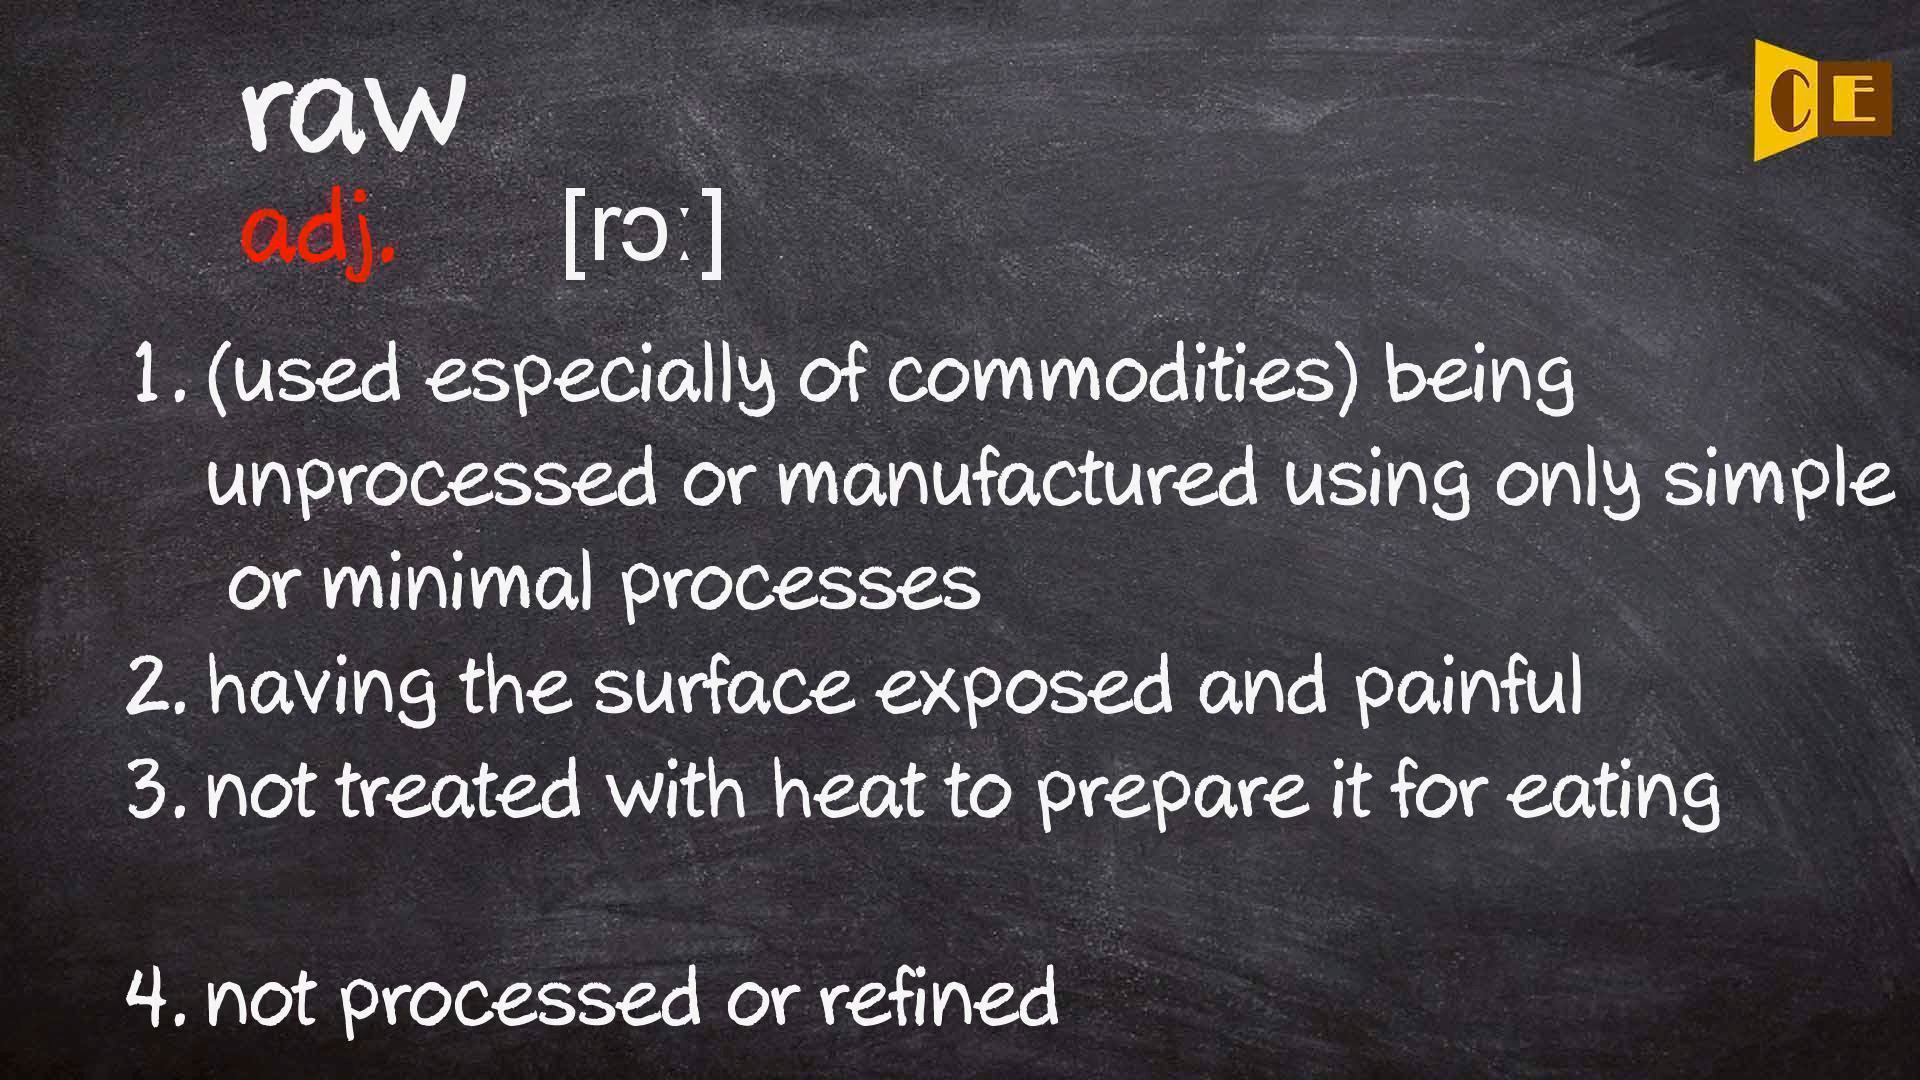 raw
CE
adj. [rɔː]
1. (used especially of commodities) being
unprocessed or manufactured using only simple
or minimal processes
2. having the surface exposed and painful
3. not treated with heat to prepare it for eating
4. not processed or refined